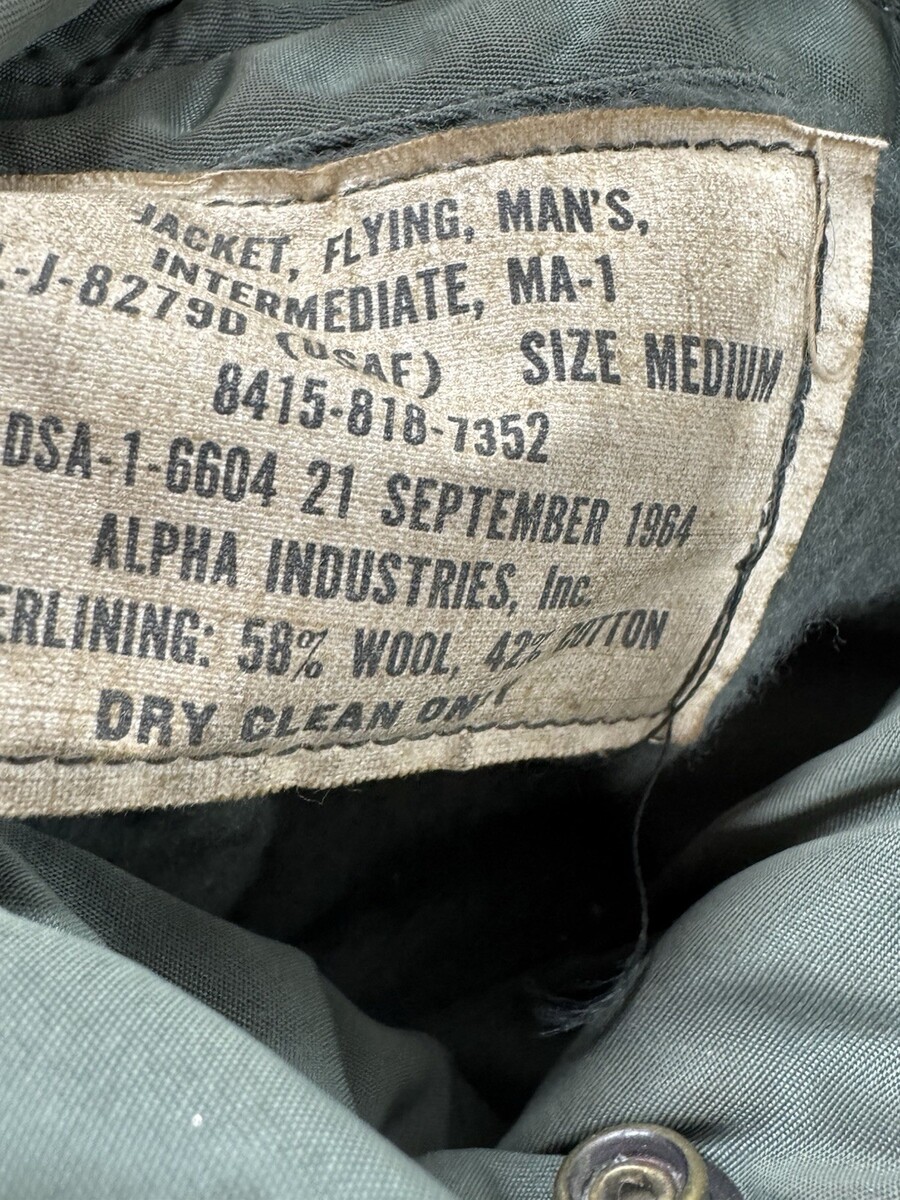 JACKET, FLYING, MAN'S,
INTERMEDIATE, MA-1
.-J-8279D (USAF) SIZE MEDIUM
8415-818-7352
DSA-1-6604 21 SEPTEMBER 1964
ALPHA INDUSTRIES, Inc.
ERLINING: 58% WOOL, 42% COTTON
DRY CLEAN ONLY